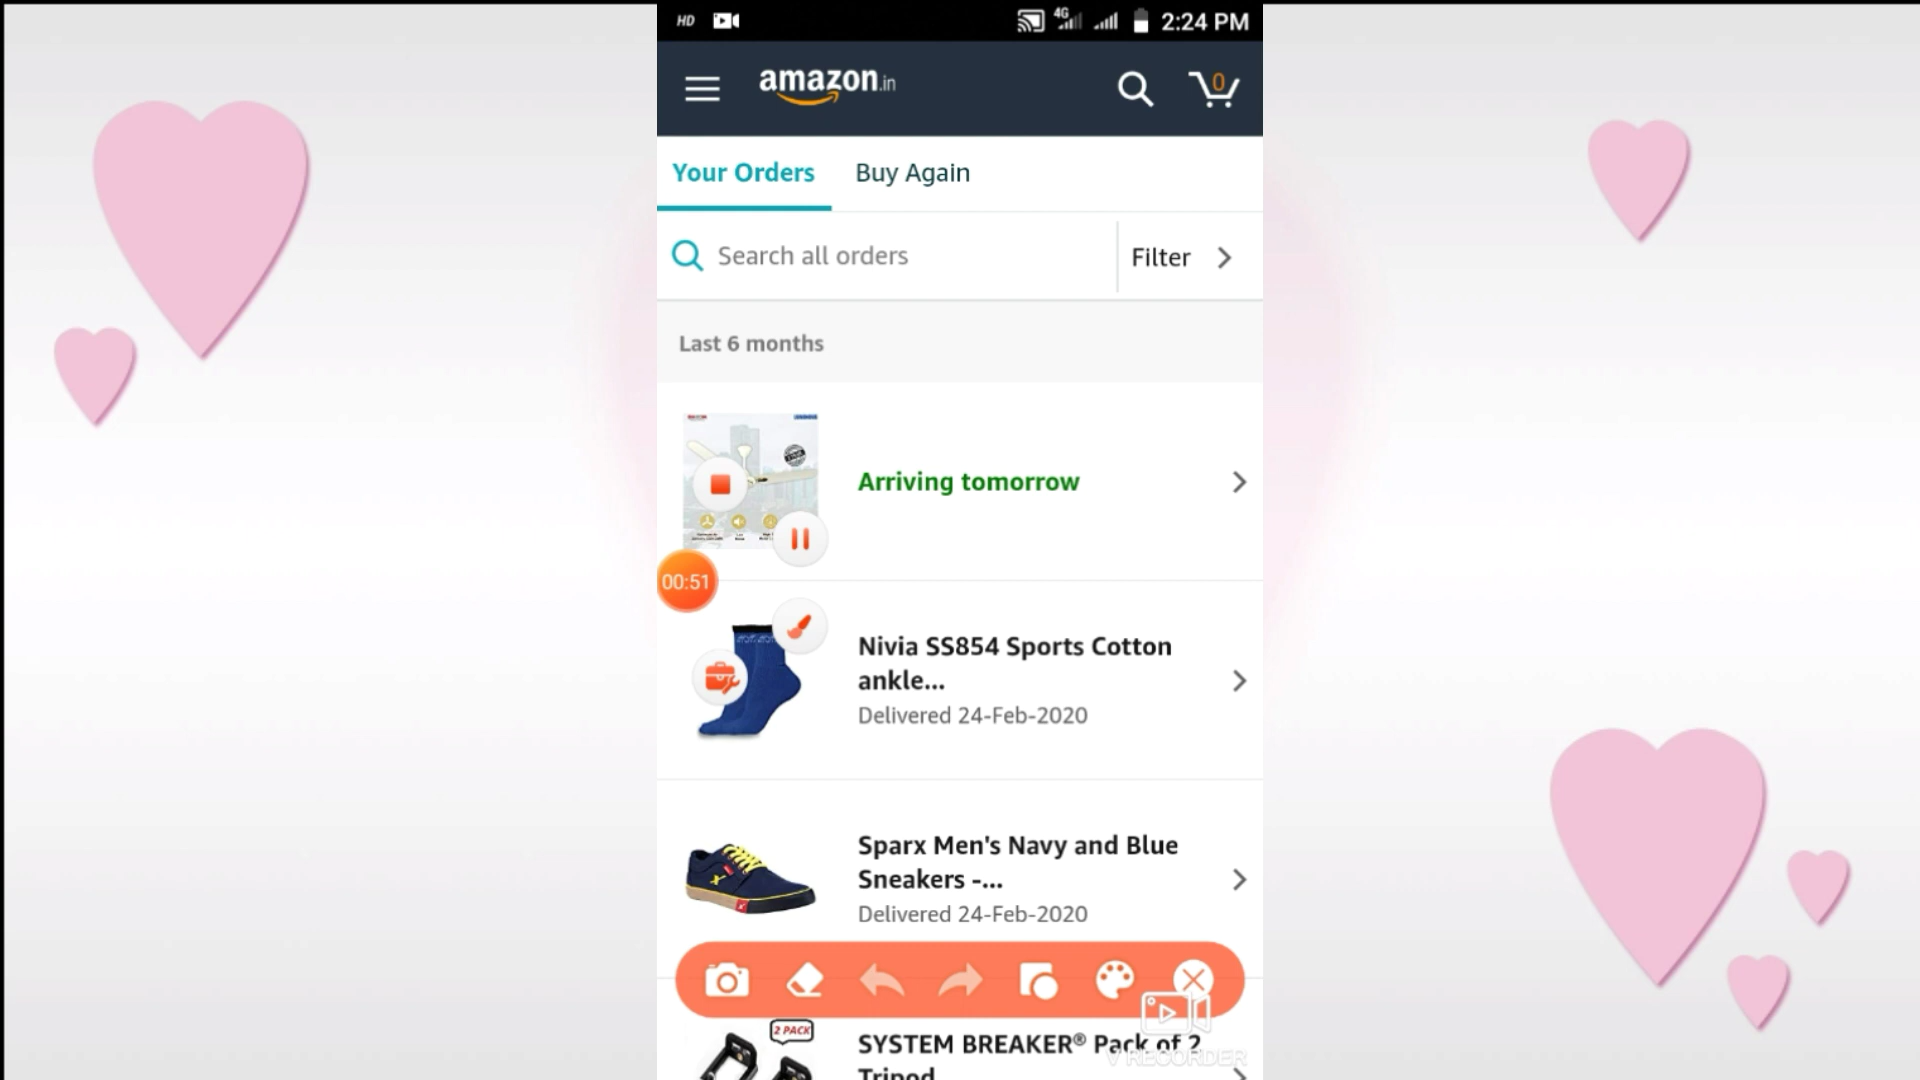 HD 4G 2:24 PM
amazon.in
0
Your Orders Buy Again
Search all orders Filter
Last 6 months
Arriving tomorrow
00:51
Nivia SS854 Sports Cotton
ankle...
Delivered 24-Feb-2020
Sparx Men's Navy and Blue
Sneakers -...
Delivered 24-Feb-2020
2 PACK
SYSTEM BREAKER® Pack of 2
V RECORDER
Tripod